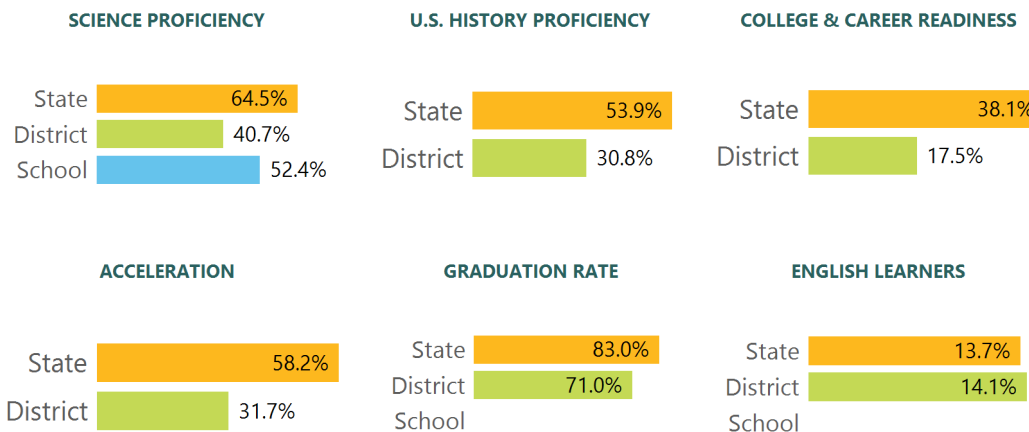 SCIENCE PROFICIENCY
State 64.5%
District 40.7%
School 52.4%
U.S. HISTORY PROFICIENCY
State 53.9%
District 30.8%
COLLEGE & CAREER READINESS
State 38.1%
District 17.5%
ACCELERATION
State 58.2%
District 31.7%
GRADUATION RATE
State 83.0%
District 71.0%
School
ENGLISH LEARNERS
State 13.7%
District 14.1%
School